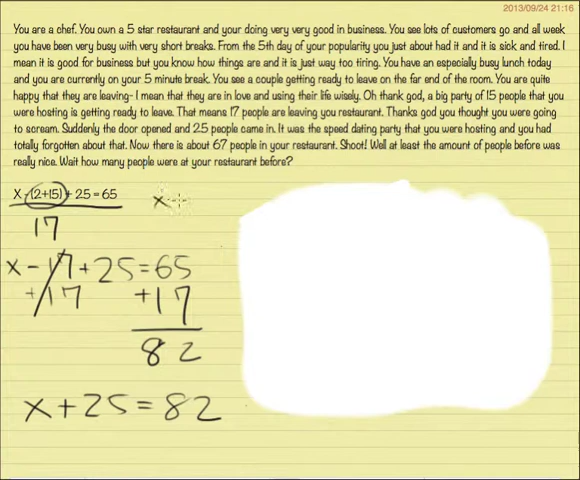 2013/09/24 21:16
You are a chef. You own a 5 star restaurant and your doing very very good in business. You see lots of customers go and all week
you have been very busy with very short breaks. From the 5th day of your popularity you just about had it and it is sick and tired. I
mean it is good for business but you know how things are and it is just way too tiring. You have an especially busy lunch today
and you are currently on your 5 minute break. You see a couple getting ready to leave on the far end of the room. You are quite
happy that they are leaving- I mean that they are in love and using their life wisely. Oh thank god, a big party of 15 people that you
were hosting is getting ready to leave. That means 17 people are leaving you restaurant. Thanks god you thought you were going
to scream. Suddenly the door opened and 25 people came in. It was the speed dating party that you were hosting and you had
totally forgotten about that. Now there is about 67 people in your restaurant. Shoot! Well at least the amount of people before was
really nice. Wait how many people were at your restaurant before?
X-(2+15)+25=65
x
17
x-17+25=65
+17 +17
82
x+25=82